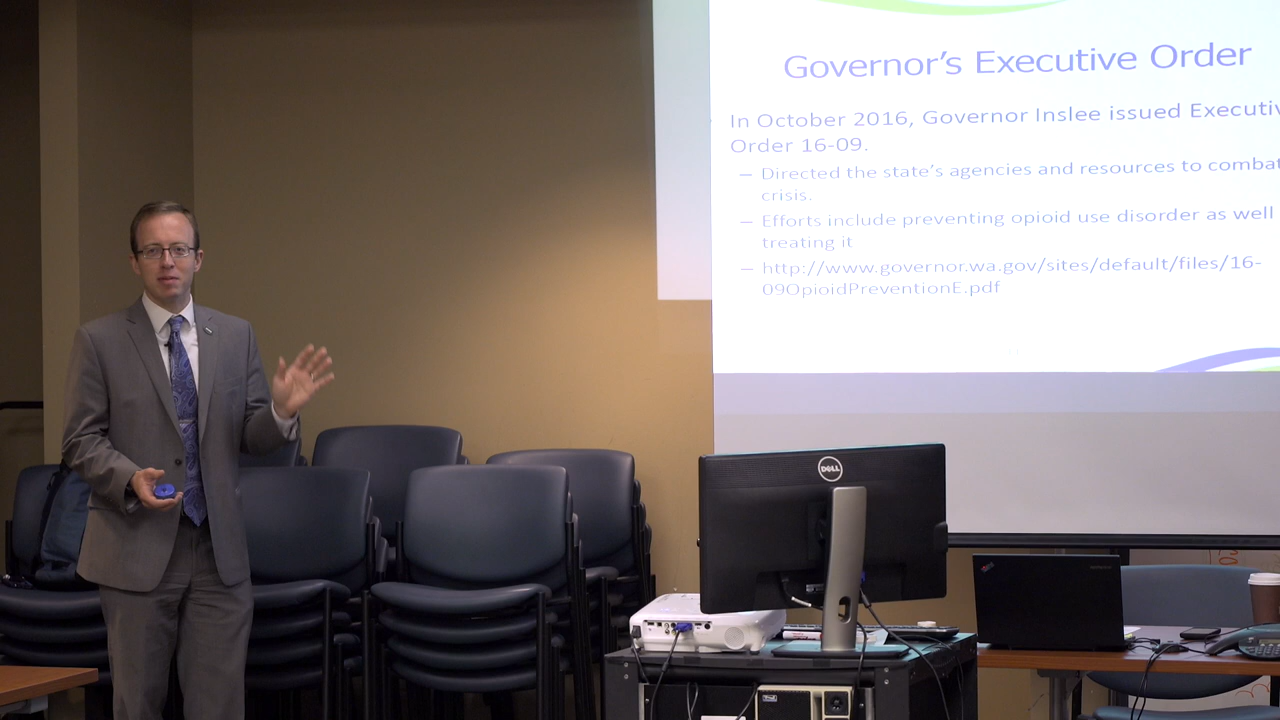 Governor's Executive Order
In October 2016, Governor Inslee issued Executiv
Order 16-09.
– Directed the state's agencies and resources to combat
crisis.
– Efforts include preventing opioid use disorder as well
treating it
– http://www.governor.wa.gov/sites/default/files/16-
09OpioidPreventionE.pdf
DELL